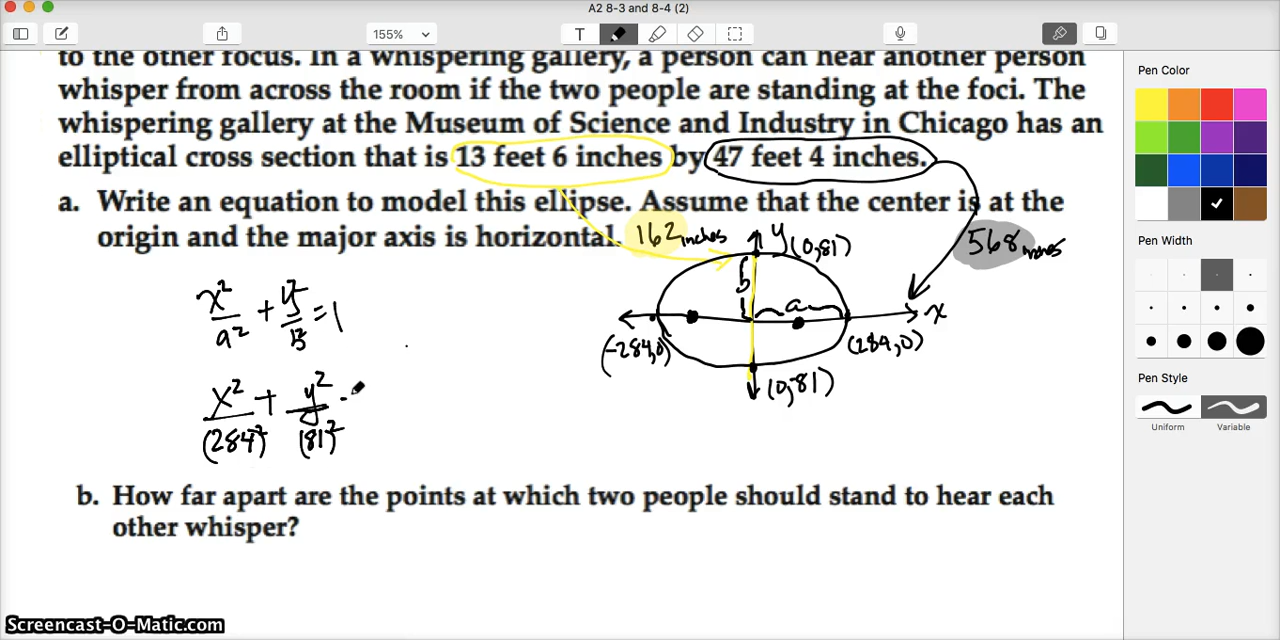 A2 8-3 and 8-4 (2)
155%
T
to the other focus. In a whispering gallery, a person can hear another person
whisper from across the room if the two people are standing at the foci. The
whispering gallery at the Museum of Science and Industry in Chicago has an
elliptical cross section that is 13 feet 6 inches by 47 feet 4 inches.
a. Write an equation to model this ellipse. Assume that the center is at the
origin and the major axis is horizontal.
162 inches
568 inches
y
(0,81)
b
a
x
(-284,0)
(284,0)
(0,-81)
x²/a² + y²/b² = 1
x²/(284)² + y²/(81)² -
b. How far apart are the points at which two people should stand to hear each
other whisper?
Pen Color
Pen Width
Pen Style
Uniform
Variable
Screencast-O-Matic.com